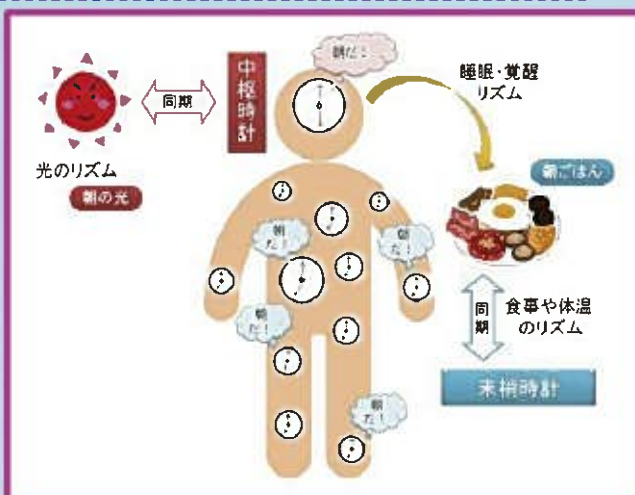 朝だ!
中枢時計
同期
光のリズム
朝の光
睡眠・覚醒
リズム
朝ごはん
朝
だ!
朝
だ!
朝
だ!
朝
だ!
同期
食事や体温
のリズム
末梢時計